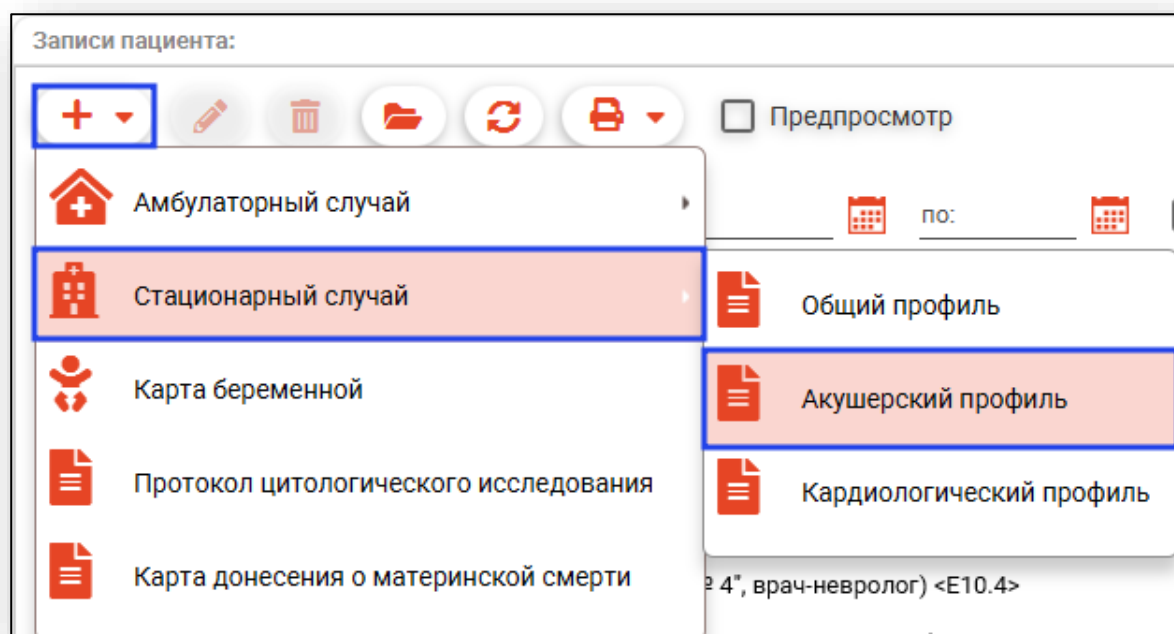 Записи пациента:
Предпросмотр
Амбулаторный случай
по:
Стационарный случай
Общий профиль
Карта беременной
Акушерский профиль
Протокол цитологического исследования
Кардиологический профиль
Карта донесения о материнской смерти
4", врач-невролог) <E10.4>